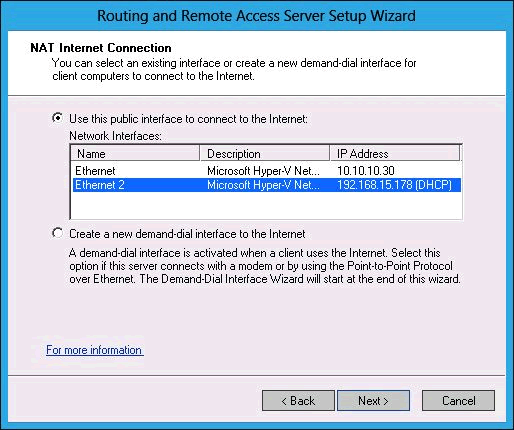 Routing and Remote Access Server Setup Wizard
NAT Internet Connection
You can select an existing interface or create a new demand-dial interface for
client computers to connect to the Internet.
Use this public interface to connect to the Internet:
Network Interfaces:
Name Description IP Address
Ethernet Microsoft Hyper-V Net... 10.10.10.30
Ethernet 2 Microsoft Hyper-V Net... 192.168.15.178 (DHCP)
Create a new demand-dial interface to the Internet
A demand-dial interface is activated when a client uses the Internet. Select this
option if this server connects with a modem or by using the Point-to-Point Protocol
over Ethernet. The Demand-Dial Interface Wizard will start at the end of this wizard.
For more information
< Back Next > Cancel